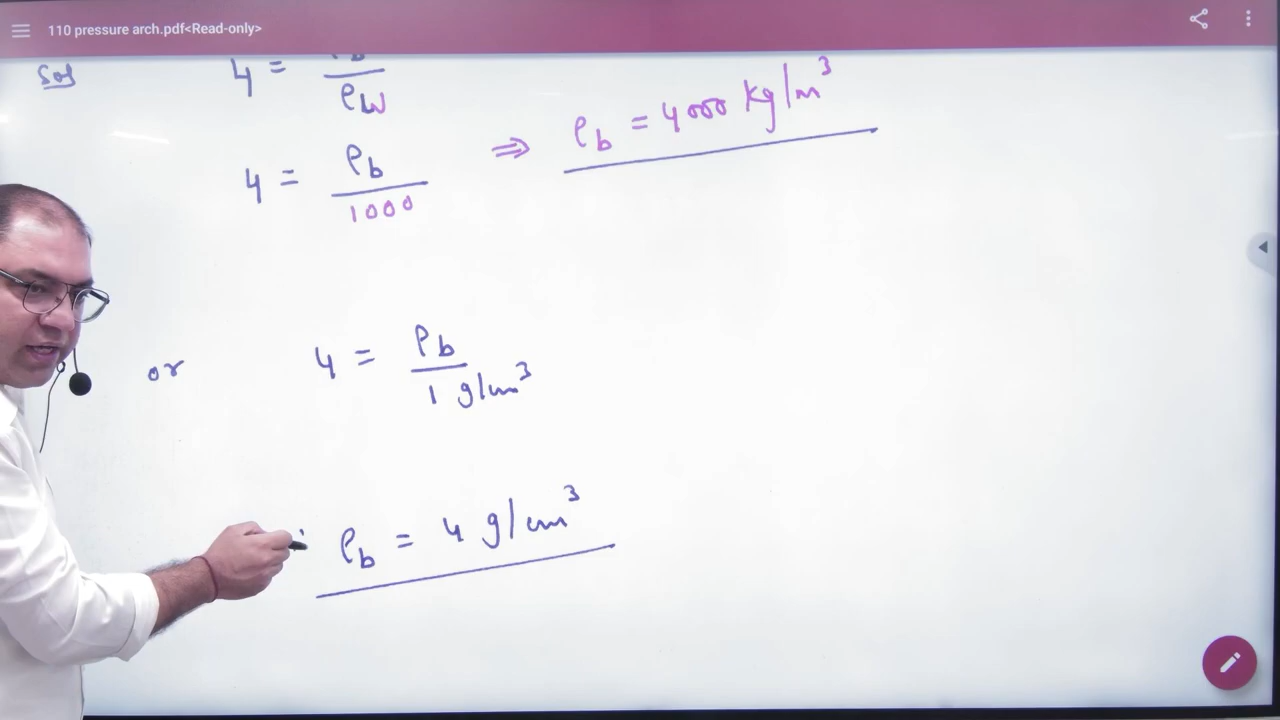 110 pressure arch.pdf<Read-only>
Sol
4 = / ρw
4 = ρb / 1000 ⇒ ρb = 4000 kg/m³
or 4 = ρb / 1 g/cm³
ρb = 4 g/cm³